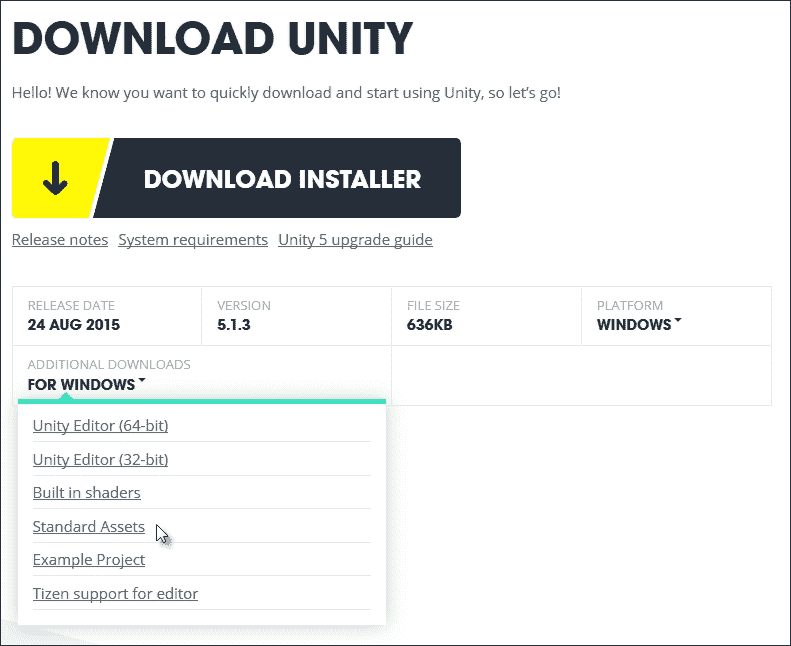 DOWNLOAD UNITY
Hello! We know you want to quickly download and start using Unity, so let's go!
DOWNLOAD INSTALLER
Release notes System requirements Unity 5 upgrade guide
RELEASE DATE VERSION FILE SIZE PLATFORM
24 AUG 2015 5.1.3 636KB WINDOWS
ADDITIONAL DOWNLOADS
FOR WINDOWS
Unity Editor (64-bit)
Unity Editor (32-bit)
Built in shaders
Standard Assets
Example Project
Tizen support for editor